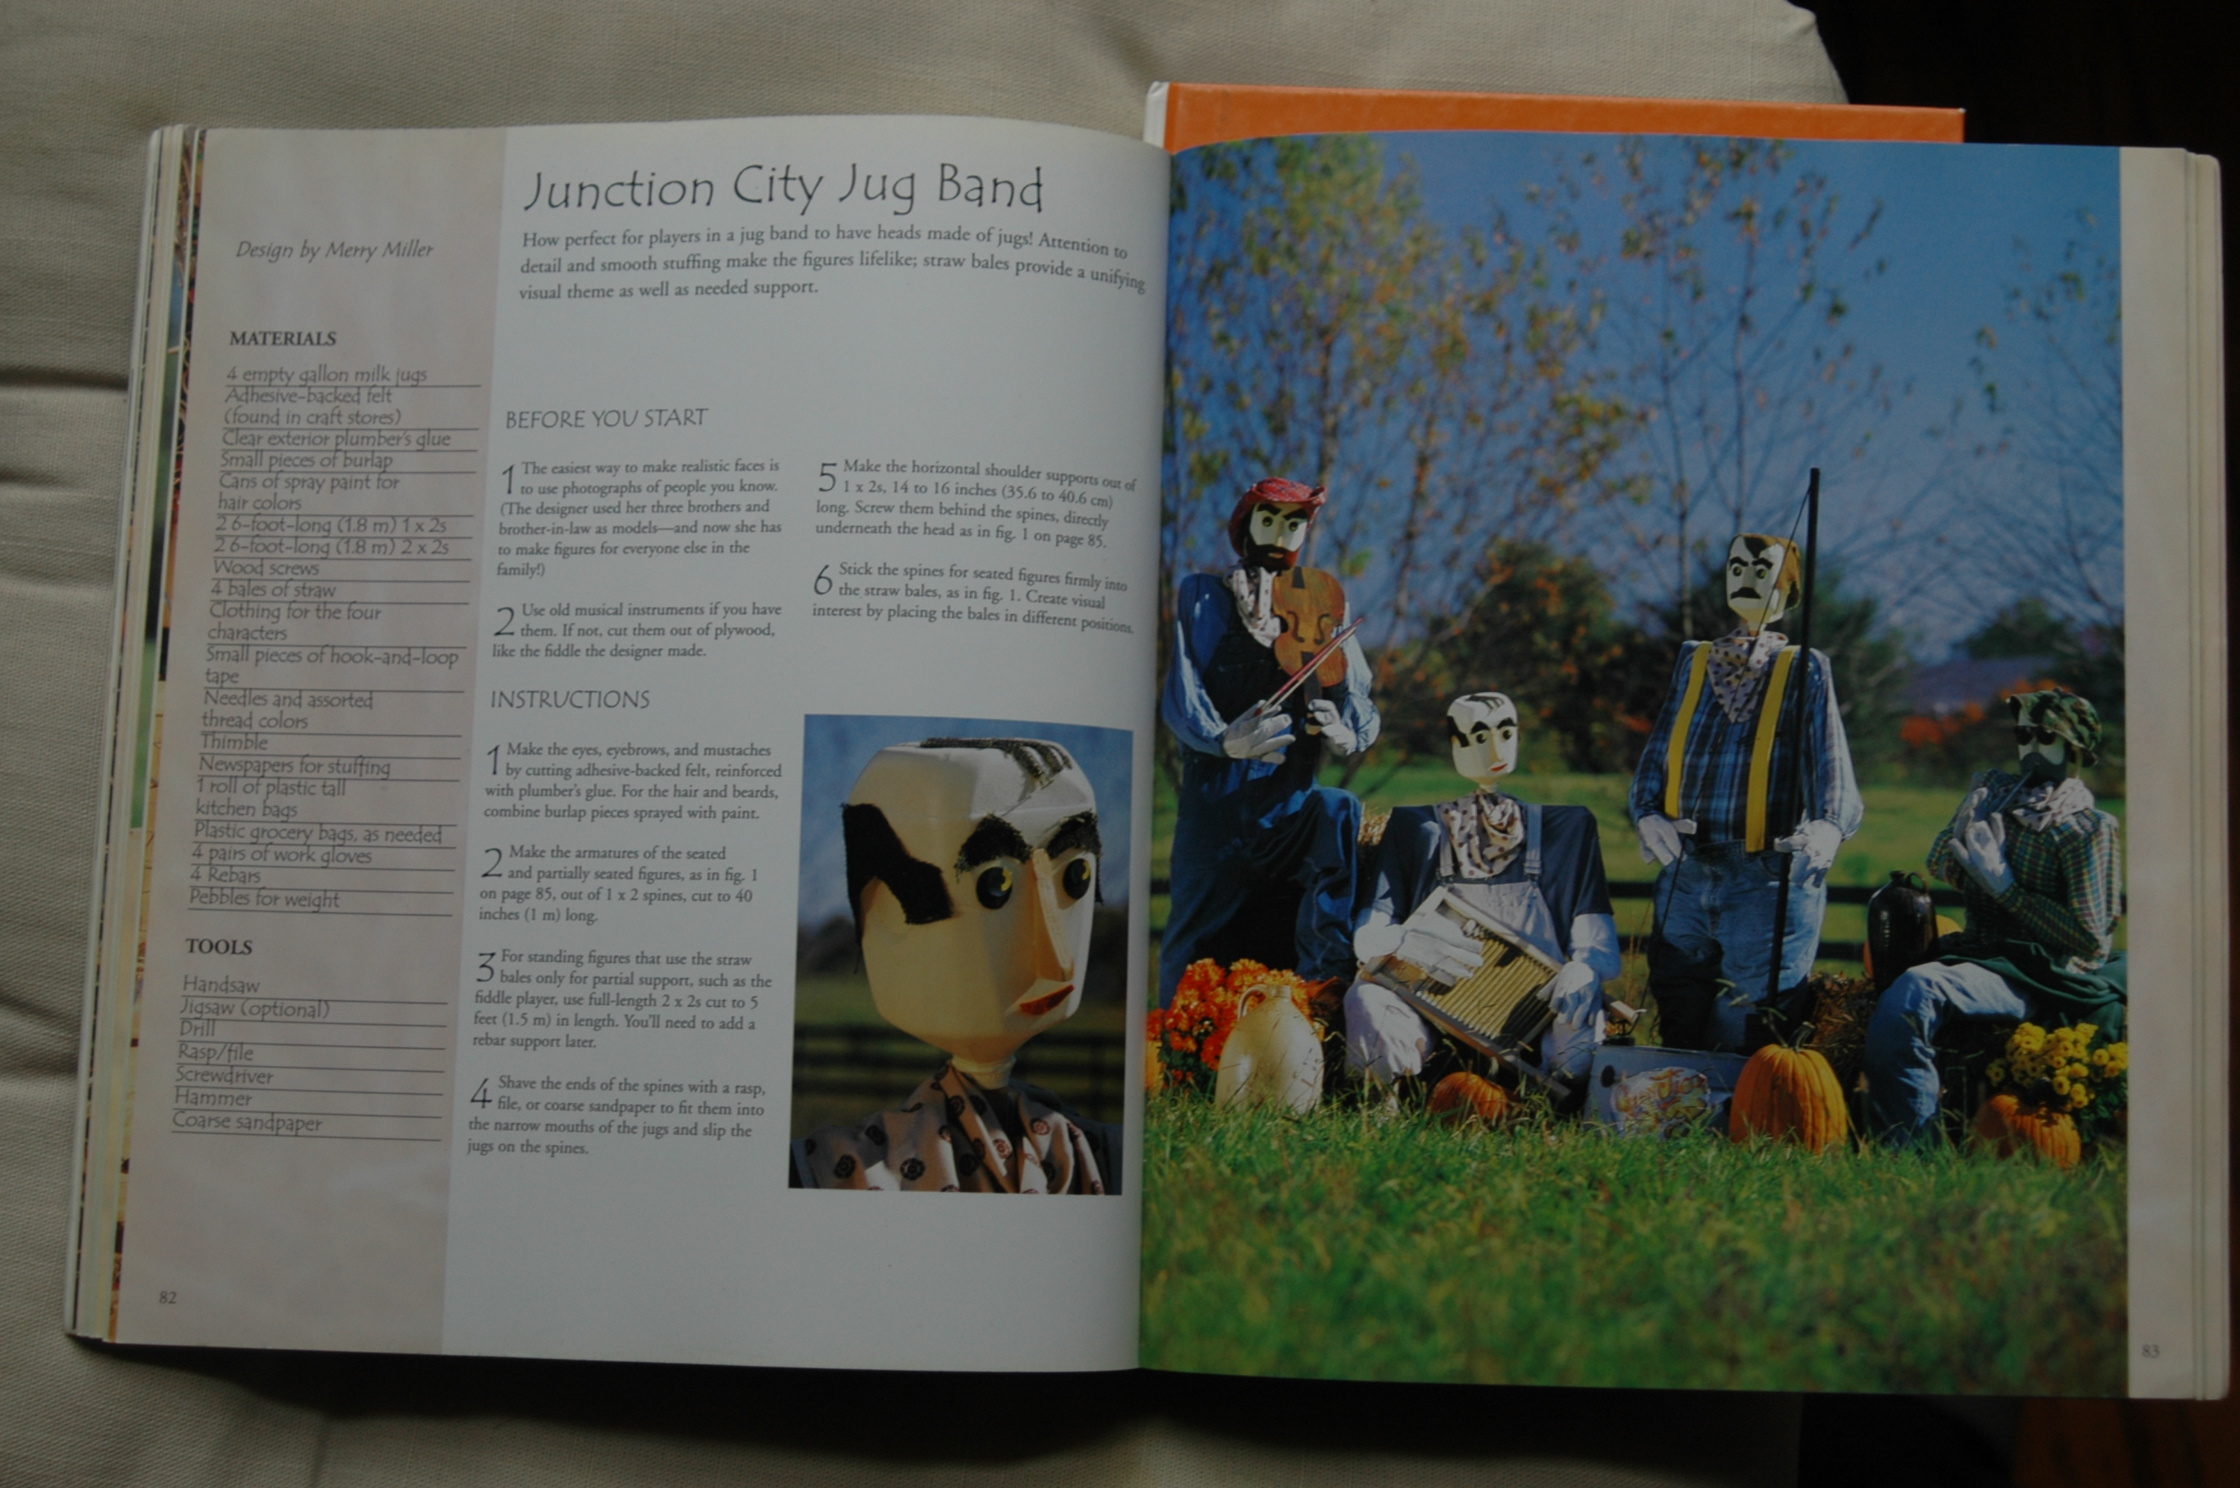 Junction City Jug Band
How perfect for players in a jug band to have heads made of jugs! Attention to
detail and smooth stuffing make the figures lifelike; straw bales provide a unifying
visual theme as well as needed support.
Design by Merry Miller
MATERIALS
4 empty gallon milk jugs
Adhesive-backed felt
(found in craft stores)
Clear exterior plumber's glue
Small pieces of burlap
Cans of spray paint for
hair colors
2 6-foot-long (1.8 m) 1 x 2s
2 6-foot-long (1.8 m) 2 x 2s
Wood screws
4 bales of straw
Clothing for the four
characters
Small pieces of hook-and-loop
tape
Needles and assorted
thread colors
Thimble
Newspapers for stuffing
1 roll of plastic tall
kitchen bags
Plastic grocery bags, as needed
4 pairs of work gloves
4 Rebars
Pebbles for weight
TOOLS
Handsaw
Jigsaw (optional)
Drill
Rasp/file
Screwdriver
Hammer
Coarse sandpaper
BEFORE YOU START
1 The easiest way to make realistic faces is
to use photographs of people you know.
(The designer used her three brothers and
brother-in-law as models—and now she has
to make figures for everyone else in the
family!)
2 Use old musical instruments if you have
them. If not, cut them out of plywood,
like the fiddle the designer made.
INSTRUCTIONS
1 Make the eyes, eyebrows, and mustaches
by cutting adhesive-backed felt, reinforced
with plumber's glue. For the hair and beards,
combine burlap pieces sprayed with paint.
2 Make the armatures of the seated
and partially seated figures, as in fig. 1
on page 85, out of 1 x 2 spines, cut to 40
inches (1 m) long.
3 For standing figures that use the straw
bales only for partial support, such as the
fiddle player, use full-length 2 x 2s cut to 5
feet (1.5 m) in length. You'll need to add a
rebar support later.
4 Shave the ends of the spines with a rasp,
file, or coarse sandpaper to fit them into
the narrow mouths of the jugs and slip the
jugs on the spines.
5 Make the horizontal shoulder supports out of
1 x 2s, 14 to 16 inches (35.6 to 40.6 cm)
long. Screw them behind the spines, directly
underneath the head as in fig. 1 on page 85.
6 Stick the spines for seated figures firmly into
the straw bales, as in fig. 1. Create visual
interest by placing the bales in different positions.
82
83